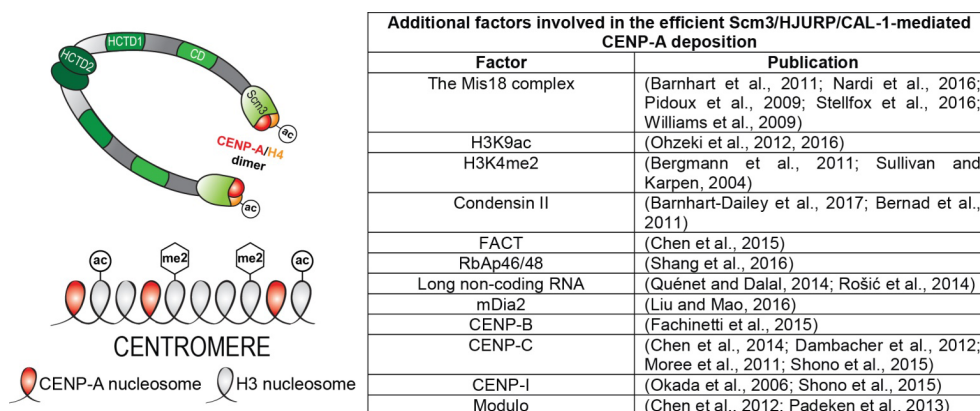 HCTD1
CD
HCTD2
Scm3
ac
CENP-A/H4
dimer
ac
ac
me2
me2
ac
CENTROMERE
CENP-A nucleosome
H3 nucleosome
Additional factors involved in the efficient Scm3/HJURP/CAL-1-mediated
CENP-A deposition
Factor
Publication
The Mis18 complex
(Barnhart et al., 2011; Nardi et al., 2016;
Pidoux et al., 2009; Stellfox et al., 2016;
Williams et al., 2009)
H3K9ac
(Ohzeki et al., 2012, 2016)
H3K4me2
(Bergmann et al., 2011; Sullivan and
Karpen, 2004)
Condensin II
(Barnhart-Dailey et al., 2017; Bernad et al.,
2011)
FACT
(Chen et al., 2015)
RbAp46/48
(Shang et al., 2016)
Long non-coding RNA
(Quénet and Dalal, 2014; Rošić et al., 2014)
mDia2
(Liu and Mao, 2016)
CENP-B
(Fachinetti et al., 2015)
CENP-C
(Chen et al., 2014; Dambacher et al., 2012;
Moree et al., 2011; Shono et al., 2015)
CENP-I
(Okada et al., 2006; Shono et al., 2015)
Modulo
(Chen et al., 2012; Padeken et al., 2013)